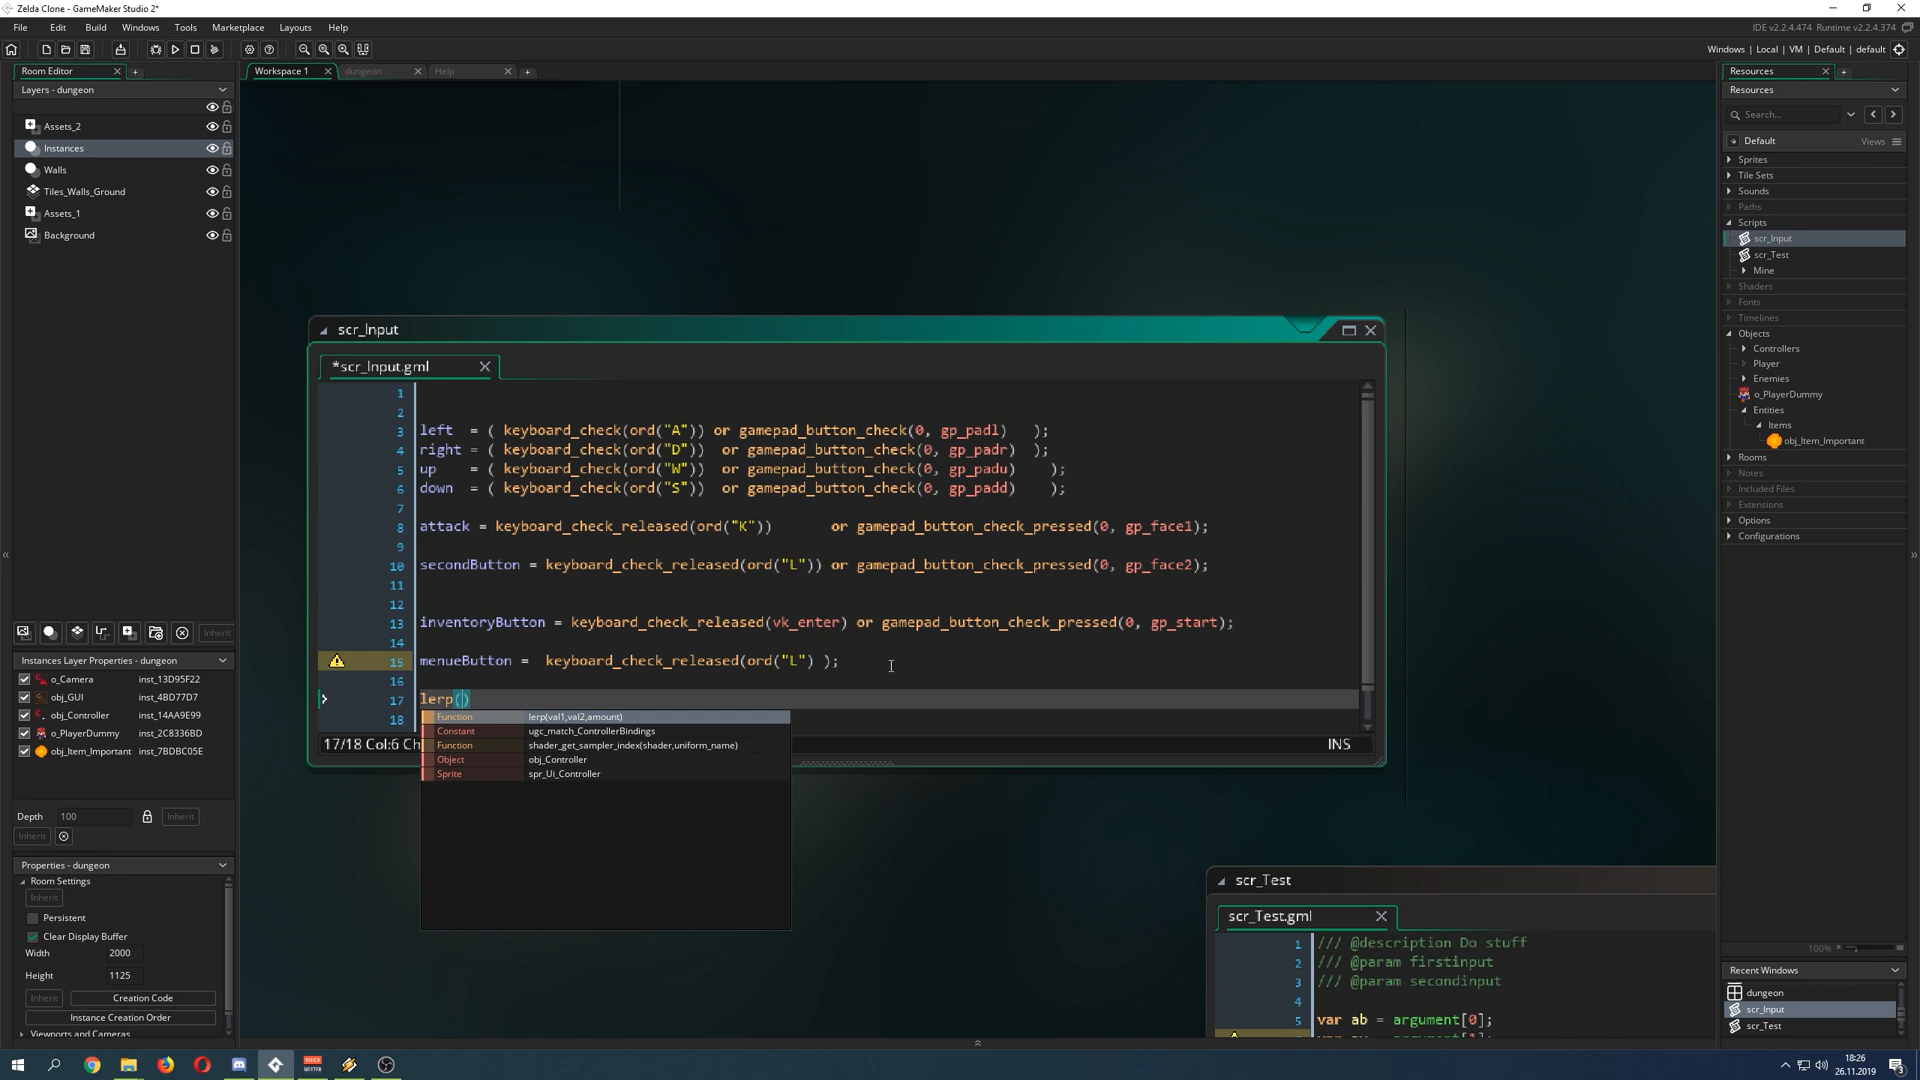 Zelda Clone - GameMaker Studio 2*
File Edit Build Windows Tools Marketplace Layouts Help
IDE v2.2.4.474 Runtime v2.2.4.374
Windows | Local | VM | Default | default
Room Editor
Workspace 1
dungeon
Help
Resources
Layers - dungeon
Assets_2
Instances
Walls
Tiles_Walls_Ground
Assets_1
Background
Inherit
Instances Layer Properties - dungeon
o_Camera inst_13D95F22
obj_GUI inst_4BD77D7
obj_Controller inst_14AA9E99
o_PlayerDummy inst_2C8336BD
obj_Item_Important inst_7BDBC05E
Depth 100 Inherit
Inherit
Properties - dungeon
Room Settings
Inherit
Persistent
Clear Display Buffer
Width 2000
Height 1125
Inherit Creation Code
Instance Creation Order
Viewports and Cameras
scr_Input
*scr_Input.gml
1
2
3 left = ( keyboard_check(ord("A")) or gamepad_button_check(0, gp_padl) );
4 right = ( keyboard_check(ord("D")) or gamepad_button_check(0, gp_padr) );
5 up = ( keyboard_check(ord("W")) or gamepad_button_check(0, gp_padu) );
6 down = ( keyboard_check(ord("S")) or gamepad_button_check(0, gp_padd) );
7
8 attack = keyboard_check_released(ord("K")) or gamepad_button_check_pressed(0, gp_face1);
9
10 secondButton = keyboard_check_released(ord("L")) or gamepad_button_check_pressed(0, gp_face2);
11
12
13 inventoryButton = keyboard_check_released(vk_enter) or gamepad_button_check_pressed(0, gp_start);
14
15 menueButton = keyboard_check_released(ord("L") );
16
17 lerp()
18
Function lerp(val1,val2,amount)
Constant ugc_match_ControllerBindings
Function shader_get_sampler_index(shader,uniform_name)
Object obj_Controller
Sprite spr_Ui_Controller
17/18 Col:6 Ch
INS
scr_Test
scr_Test.gml
1 /// @description Do stuff
2 /// @param firstinput
3 /// @param secondinput
4
5 var ab = argument[0];
Resources
Search...
Default Views
Sprites
Tile Sets
Sounds
Paths
Scripts
scr_Input
scr_Test
Mine
Shaders
Fonts
Timelines
Objects
Controllers
Player
Enemies
o_PlayerDummy
Entities
Items
obj_Item_Important
Rooms
Notes
Included Files
Extensions
Options
Configurations
100%
Recent Windows
dungeon
scr_Input
scr_Test
18:26
26.11.2019
3